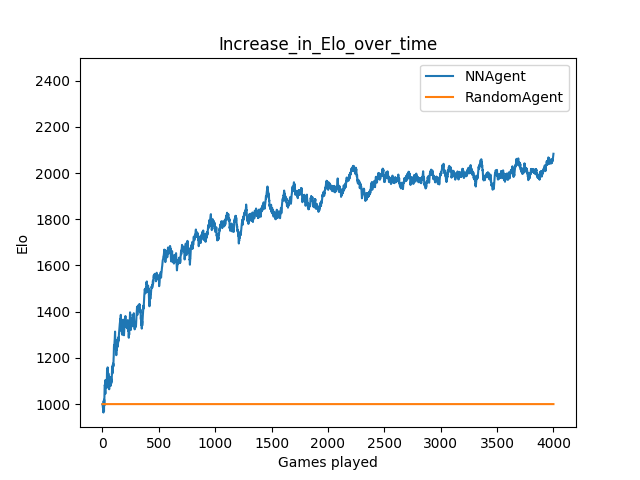 Increase_in_Elo_over_time
NNAgent
RandomAgent
2400
2200
2000
1800
1600
1400
1200
1000
Elo
0 500 1000 1500 2000 2500 3000 3500 4000
Games played